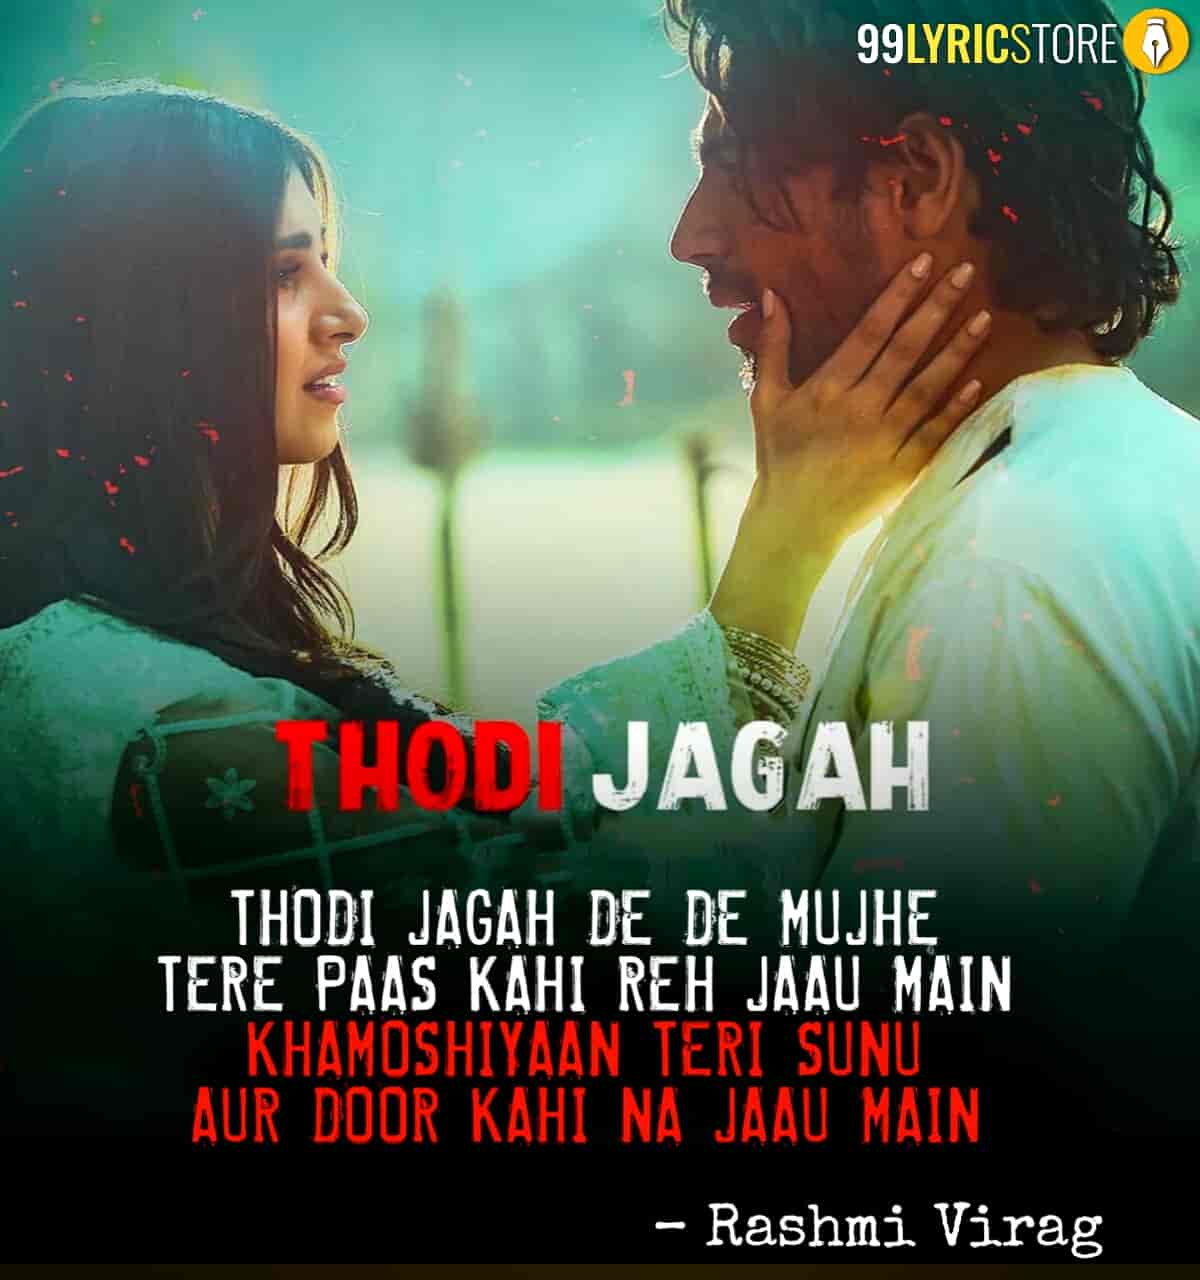 99LYRICSTORE
THODI JAGAH
THODI JAGAH DE DE MUJHE
TERE PAAS KAHI REH JAAU MAIN
KHAMOSHIYAAN TERI SUNU
AUR DOOR KAHI NA JAAU MAIN
– Rashmi Virag